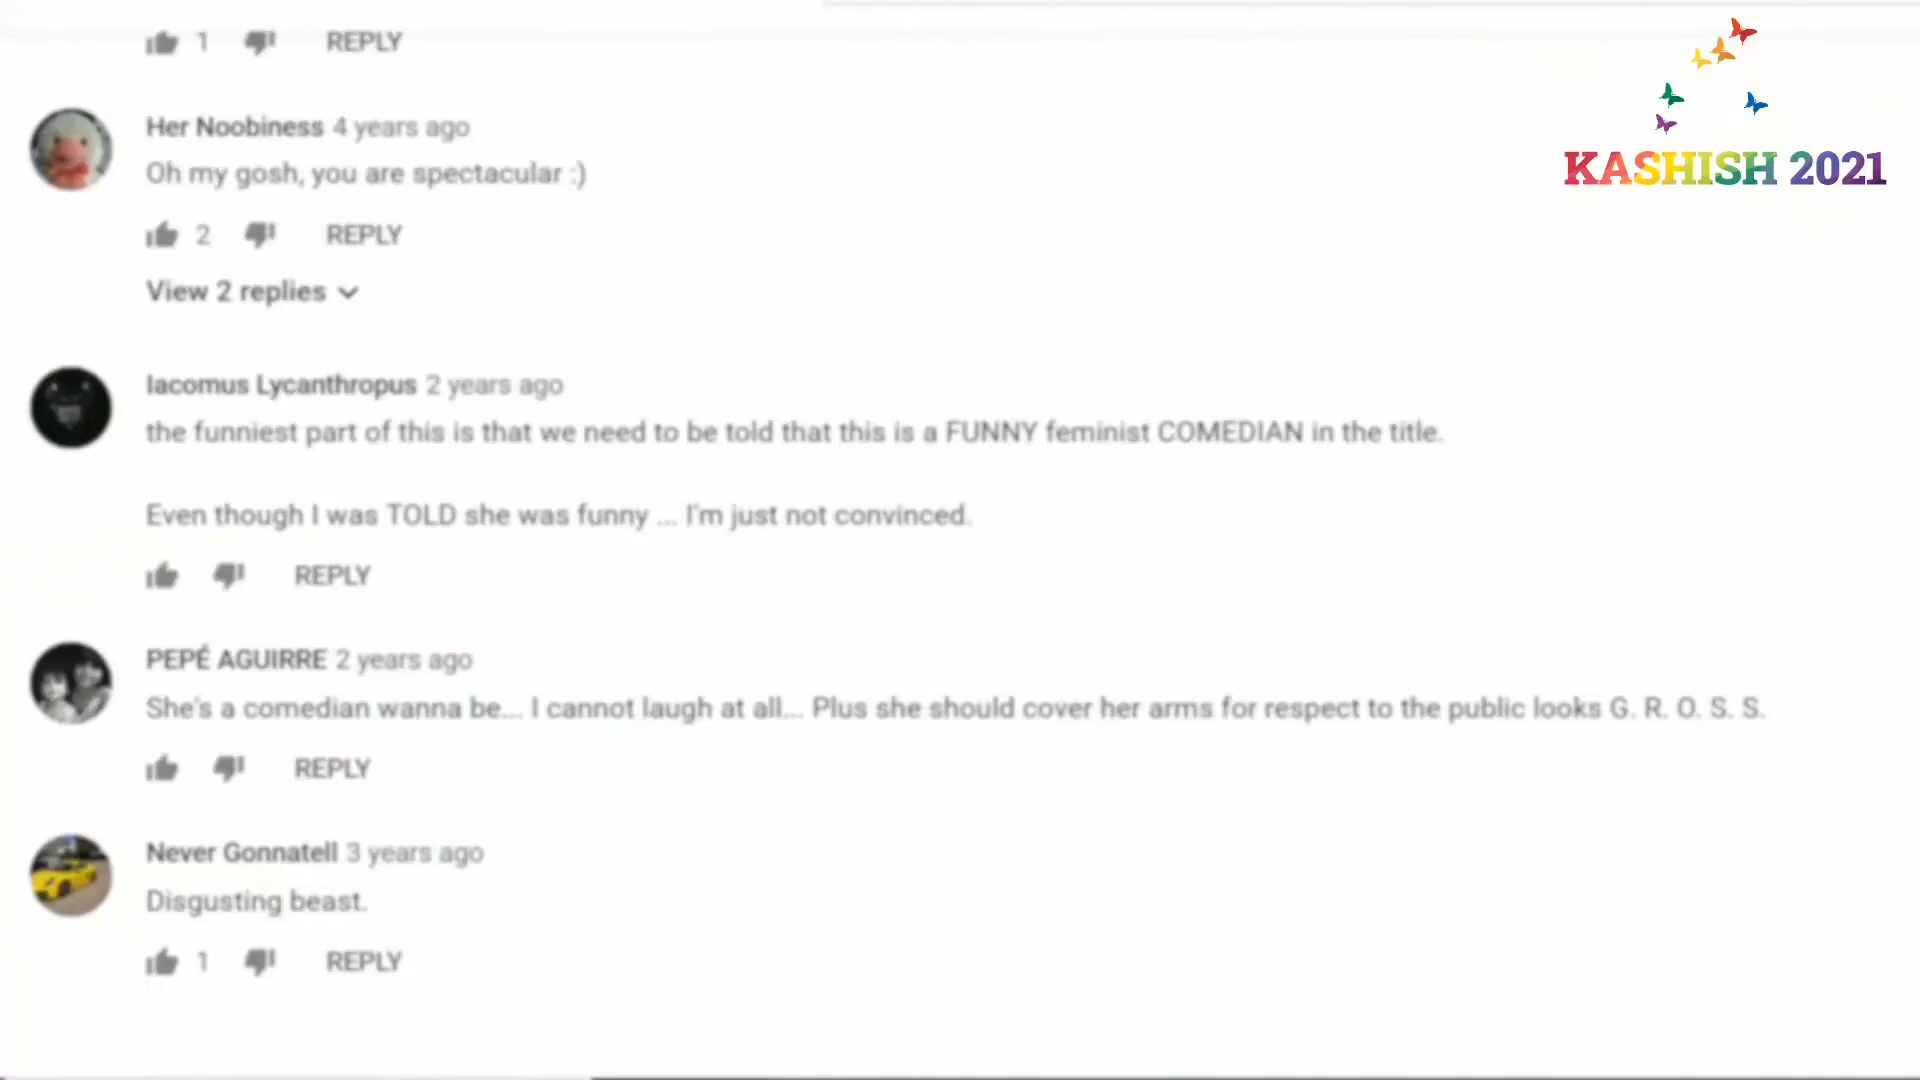 1 REPLY
KASHISH 2021
Her Noobiness 4 years ago
Oh my gosh, you are spectacular :)
2 REPLY
View 2 replies
Iacomus Lycanthropus 2 years ago
the funniest part of this is that we need to be told that this is a FUNNY feminist COMEDIAN in the title.
Even though I was TOLD she was funny ... I'm just not convinced.
REPLY
PEPÉ AGUIRRE 2 years ago
She's a comedian wanna be... I cannot laugh at all... Plus she should cover her arms for respect to the public looks G. R. O. S. S.
REPLY
Never Gonnatell 3 years ago
Disgusting beast.
1 REPLY